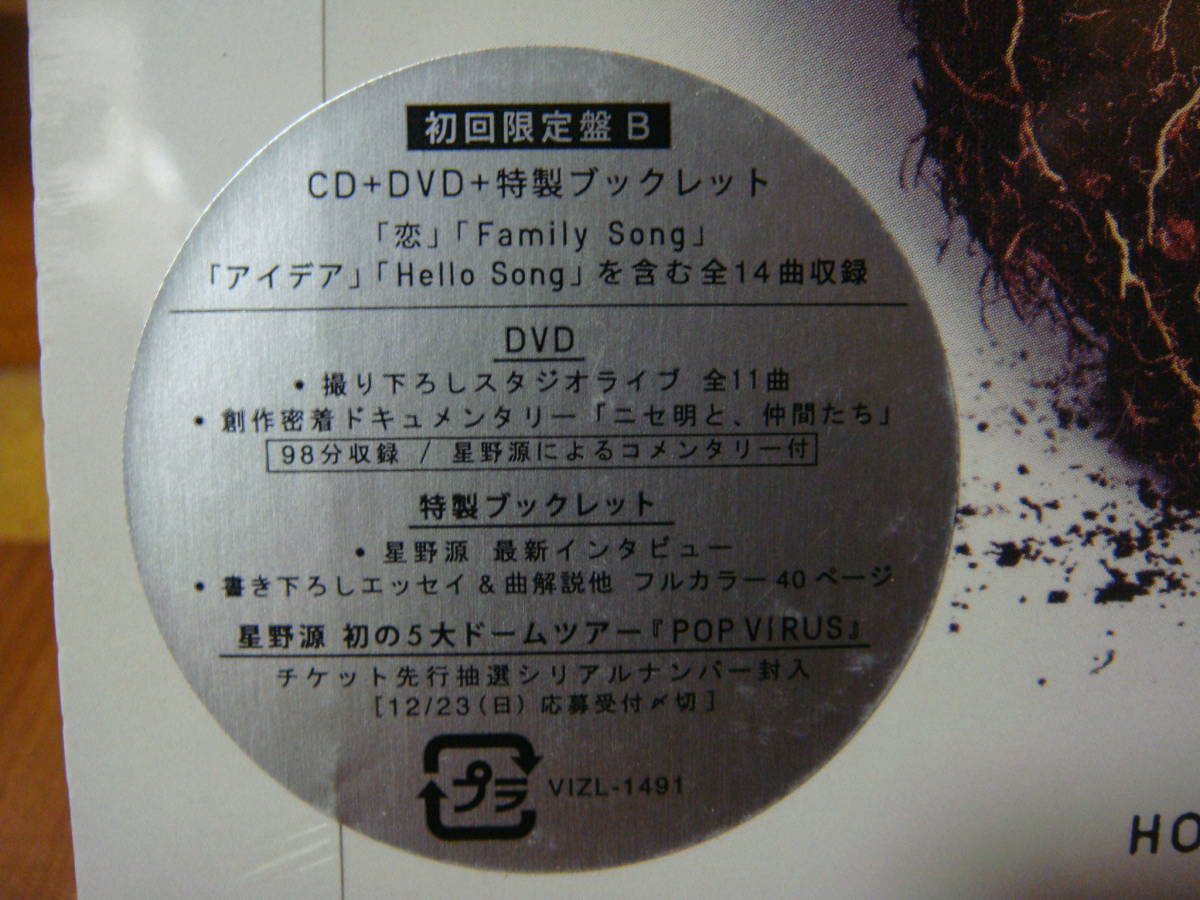 初回限定盤 B
CD+DVD+特製ブックレット
「恋」「Family Song」
「アイデア」「Hello Song」を含む全14曲収録
DVD
• 撮り下ろしスタジオライブ 全11曲
• 創作密着ドキュメンタリー「ニセ明と、仲間たち」
98分収録 / 星野源によるコメンタリー付
特製ブックレット
• 星野源 最新インタビュー
• 書き下ろしエッセイ&曲解説他 フルカラー40ページ
星野源 初の5大ドームツアー『POP VIRUS』
チケット先行抽選シリアルナンバー封入
[12/23(日)応募受付〆切]
プラ VIZL-1491
HO